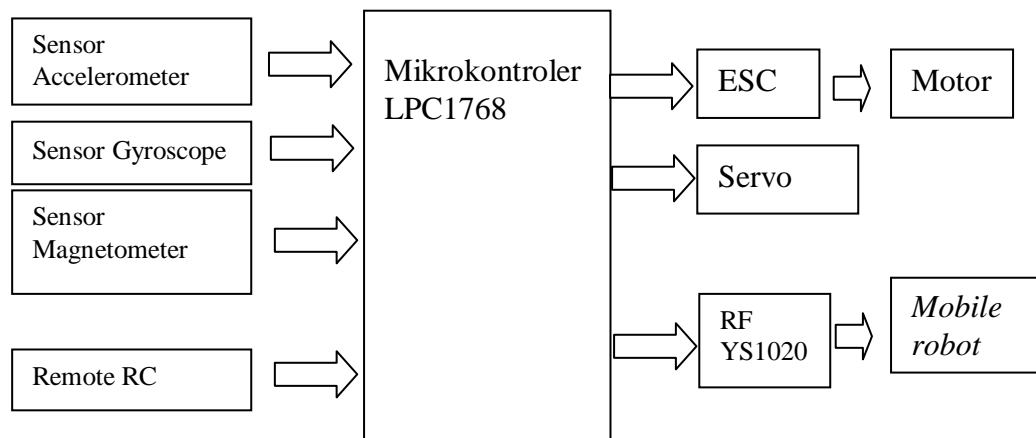 Sensor
Accelerometer
Sensor Gyroscope
Sensor
Magnetometer
Remote RC
Mikrokontroler
LPC1768
ESC
Motor
Servo
RF
YS1020
Mobile
robot